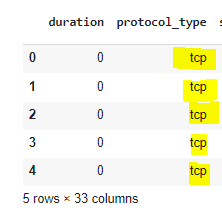 duration protocol_type
0 0 tcp
1 0 tcp
2 0 tcp
3 0 tcp
4 0 tcp
5 rows × 33 columns